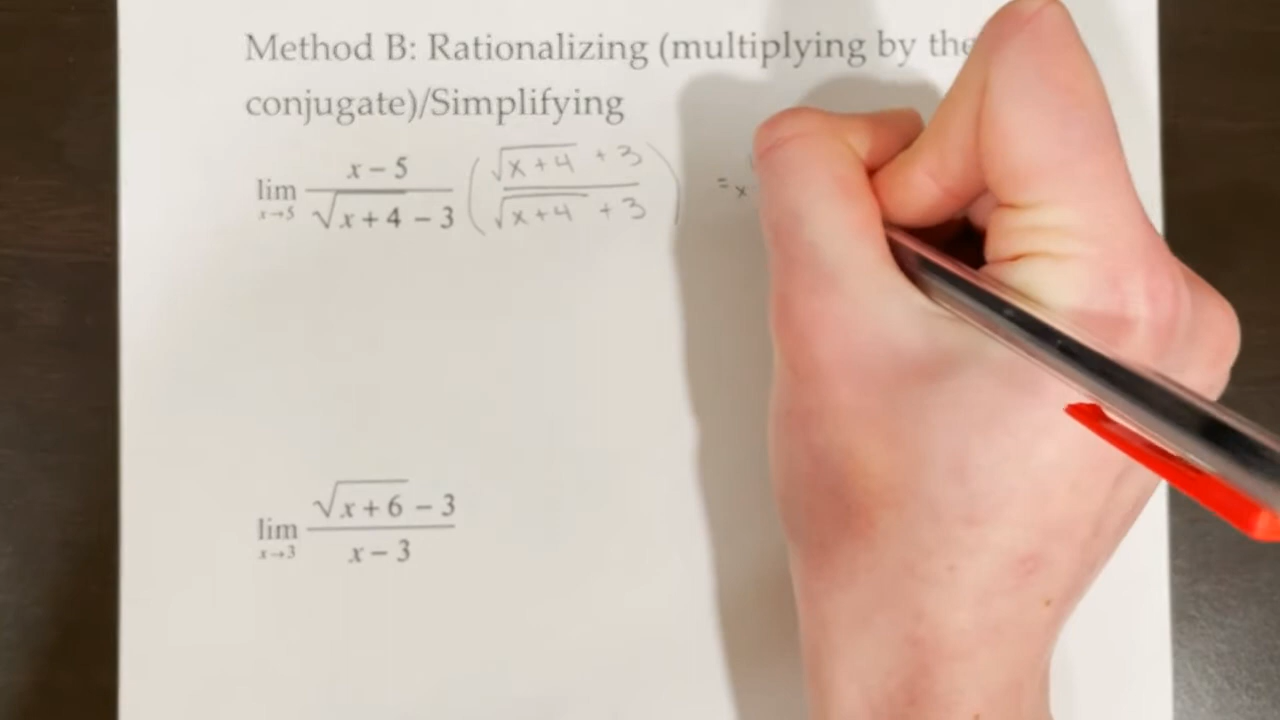 Method B: Rationalizing (multiplying by the
conjugate)/Simplifying
lim x→5 (x − 5)/(√(x + 4) − 3) ( (√(x+4) + 3)/(√(x+4) + 3) ) = x
lim x→3 (√(x + 6) − 3)/(x − 3)